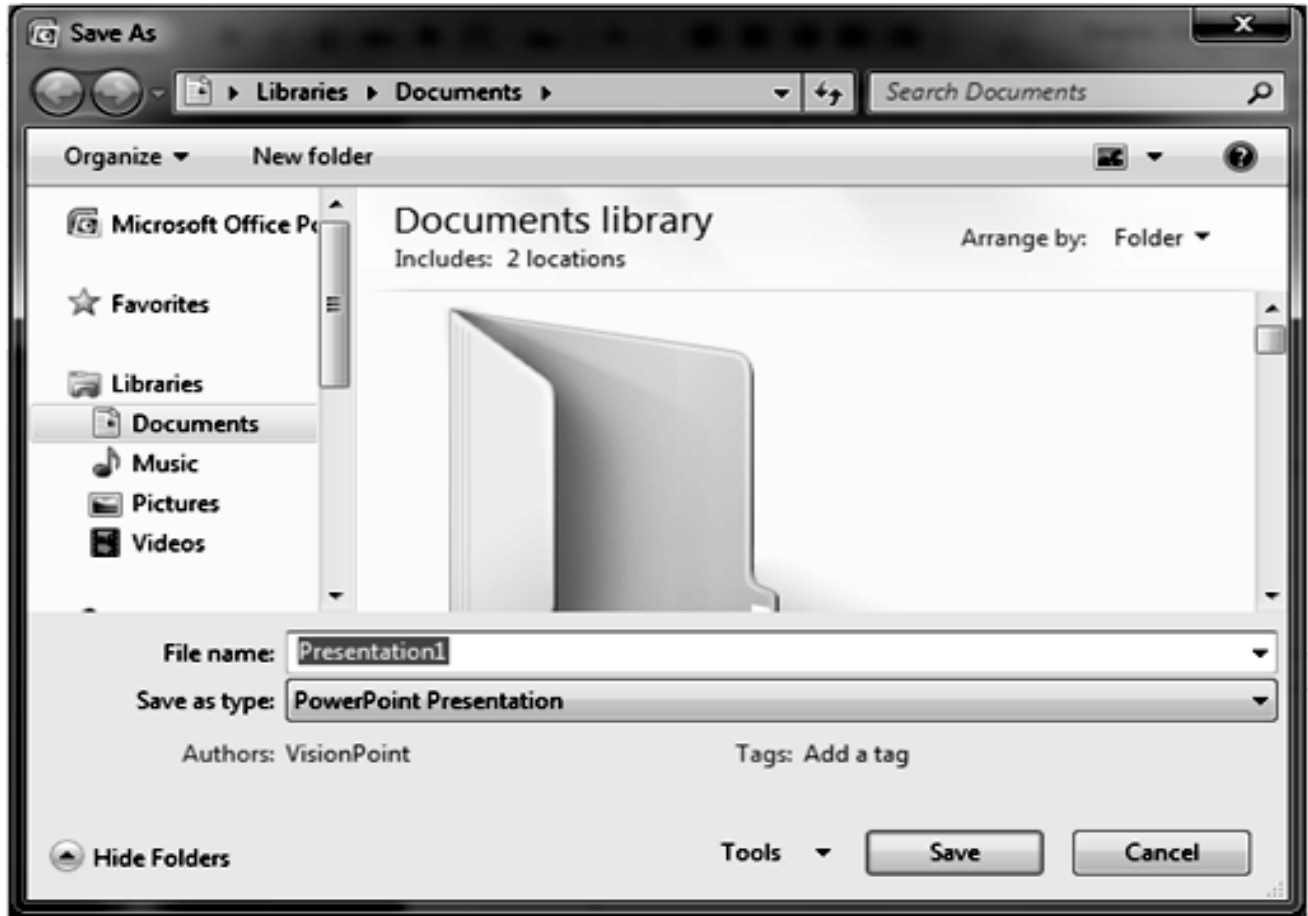 Save As
Libraries Documents Search Documents
Organize New folder
Microsoft Office Po
Documents library
Arrange by: Folder
Includes: 2 locations
Favorites
Libraries
Documents
Music
Pictures
Videos
File name: Presentation1
Save as type: PowerPoint Presentation
Authors: VisionPoint Tags: Add a tag
Hide Folders Tools Save Cancel